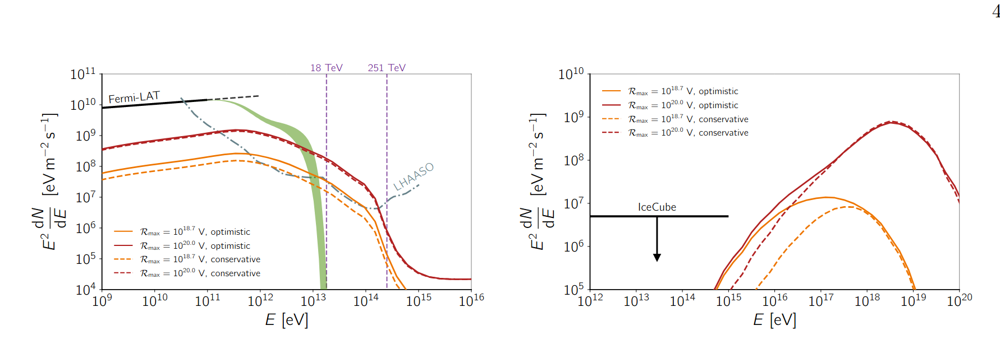 4
18 TeV
251 TeV
10^11
10^10
10^9
10^8
10^7
10^6
10^5
10^4
E^2 dN/dE [eV m^−2 s^−1]
Fermi-LAT
LHAASO
R_max = 10^18.7 V, optimistic
R_max = 10^20.0 V, optimistic
R_max = 10^18.7 V, conservative
R_max = 10^20.0 V, conservative
10^9 10^10 10^11 10^12 10^13 10^14 10^15 10^16
E [eV]
10^10
10^9
10^8
10^7
10^6
10^5
E^2 dN/dE [eV m^−2 s^−1]
R_max = 10^18.7 V, optimistic
R_max = 10^20.0 V, optimistic
R_max = 10^18.7 V, conservative
R_max = 10^20.0 V, conservative
IceCube
10^12 10^13 10^14 10^15 10^16 10^17 10^18 10^19 10^20
E [eV]